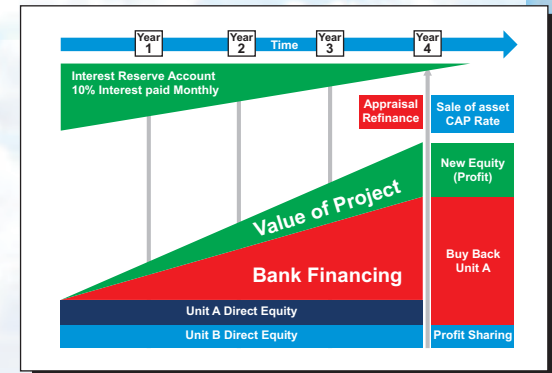 Year
1
Year
2
Time
Year
3
Year
4
Interest Reserve Account
10% Interest paid Monthly
Appraisal
Refinance
Sale of asset
CAP Rate
New Equity
(Profit)
Value of Project
Bank Financing
Buy Back
Unit A
Unit A Direct Equity
Unit B Direct Equity
Profit Sharing